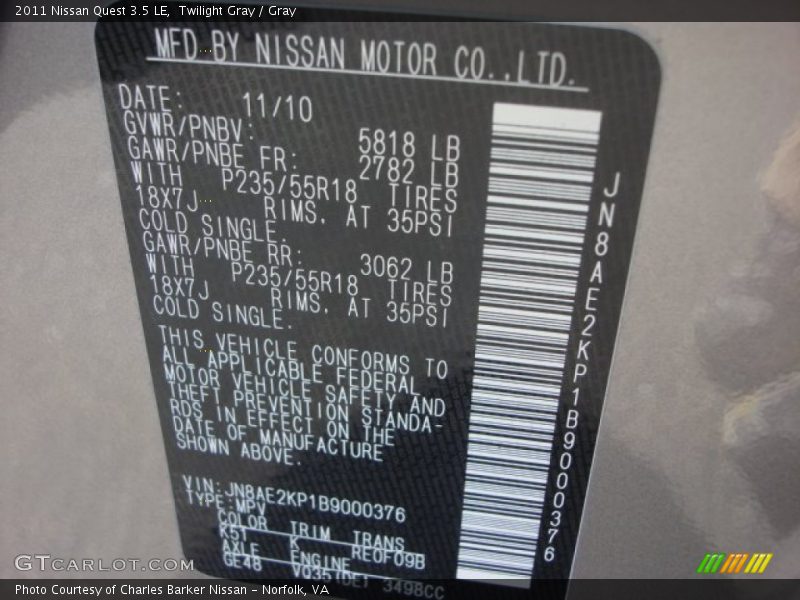 2011 Nissan Quest 3.5 LE, Twilight Gray / Gray
MFD BY NISSAN MOTOR CO.,LTD.
DATE: 11/10
GVWR/PNBV: 5818 LB
GAWR/PNBE FR: 2782 LB
WITH P235/55R18 TIRES
18X7J RIMS. AT 35PSI
COLD SINGLE.
GAWR/PNBE RR: 3062 LB
WITH P235/55R18 TIRES
18X7J RIMS. AT 35PSI
COLD SINGLE.
THIS VEHICLE CONFORMS TO
ALL APPLICABLE FEDERAL
MOTOR VEHICLE SAFETY AND
THEFT PREVENTION STANDA-
RDS IN EFFECT ON THE
DATE OF MANUFACTURE
SHOWN ABOVE.
VIN:JN8AE2KP1B9000376
TYPE:MPV
COLOR TRIM TRANS
K51 K RE0F09B
AXLE ENGINE
GE48 VQ35(DE) 3498CC
JN8AE2KP1B9000376
GTCARLOT.COM
Photo Courtesy of Charles Barker Nissan - Norfolk, VA